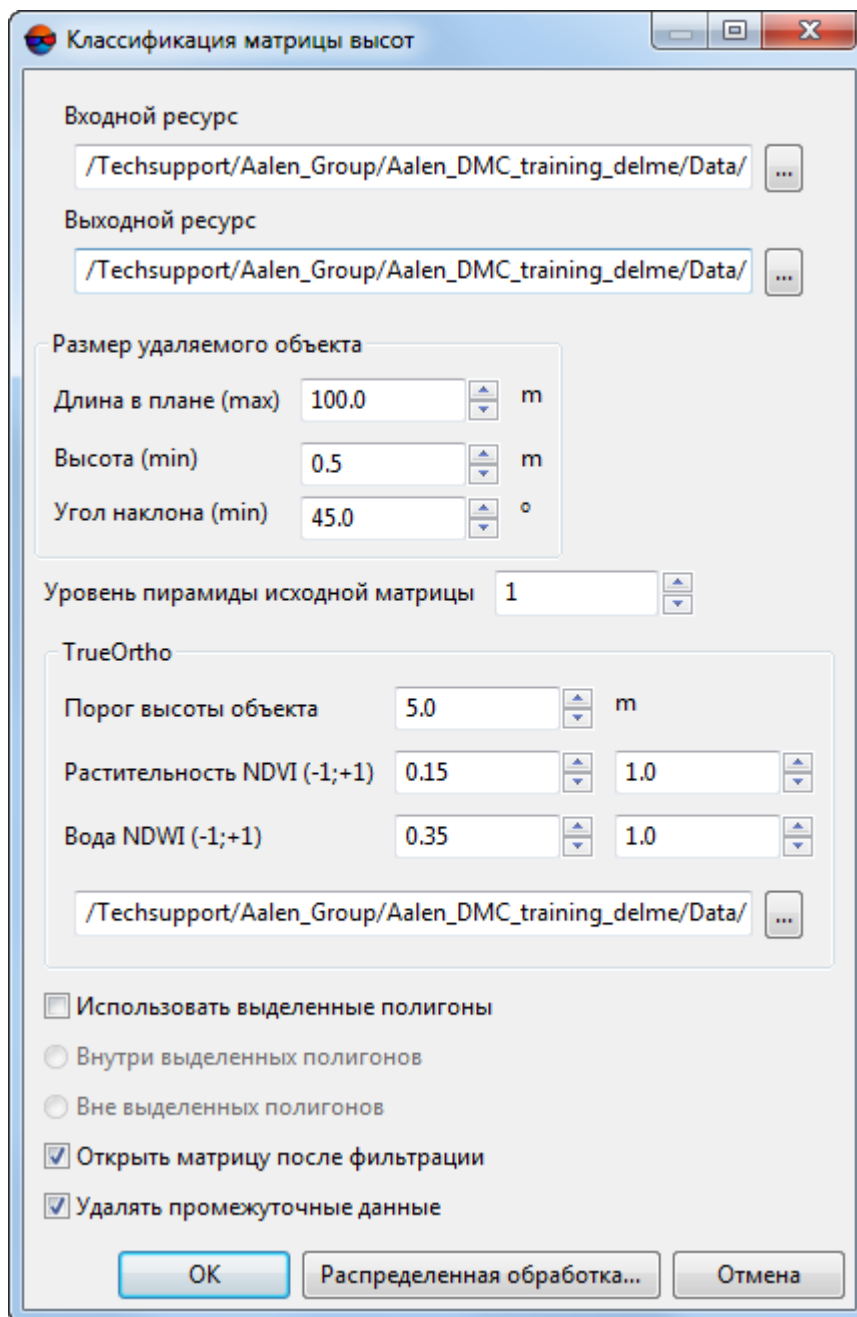 Классификация матрицы высот
Входной ресурс
/Techsupport/Aalen_Group/Aalen_DMC_training_delme/Data/ ...
Выходной ресурс
/Techsupport/Aalen_Group/Aalen_DMC_training_delme/Data/ ...
Размер удаляемого объекта
Длина в плане (max) 100.0 m
Высота (min) 0.5 m
Угол наклона (min) 45.0 °
Уровень пирамиды исходной матрицы 1
TrueOrtho
Порог высоты объекта 5.0 m
Растительность NDVI (-1;+1) 0.15 1.0
Вода NDWI (-1;+1) 0.35 1.0
/Techsupport/Aalen_Group/Aalen_DMC_training_delme/Data/ ...
Использовать выделенные полигоны
Внутри выделенных полигонов
Вне выделенных полигонов
Открыть матрицу после фильтрации
Удалять промежуточные данные
OK Распределенная обработка... Отмена